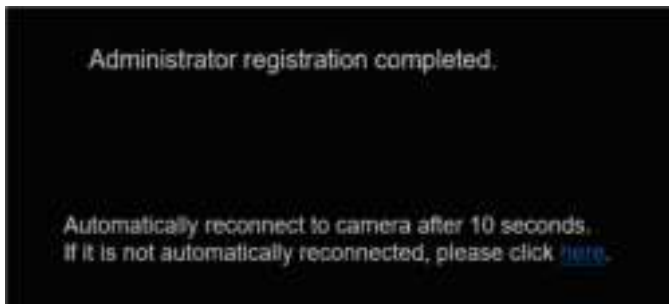 Administrator registration completed.
Automatically reconnect to camera after 10 seconds.
If it is not automatically reconnected, please click here.